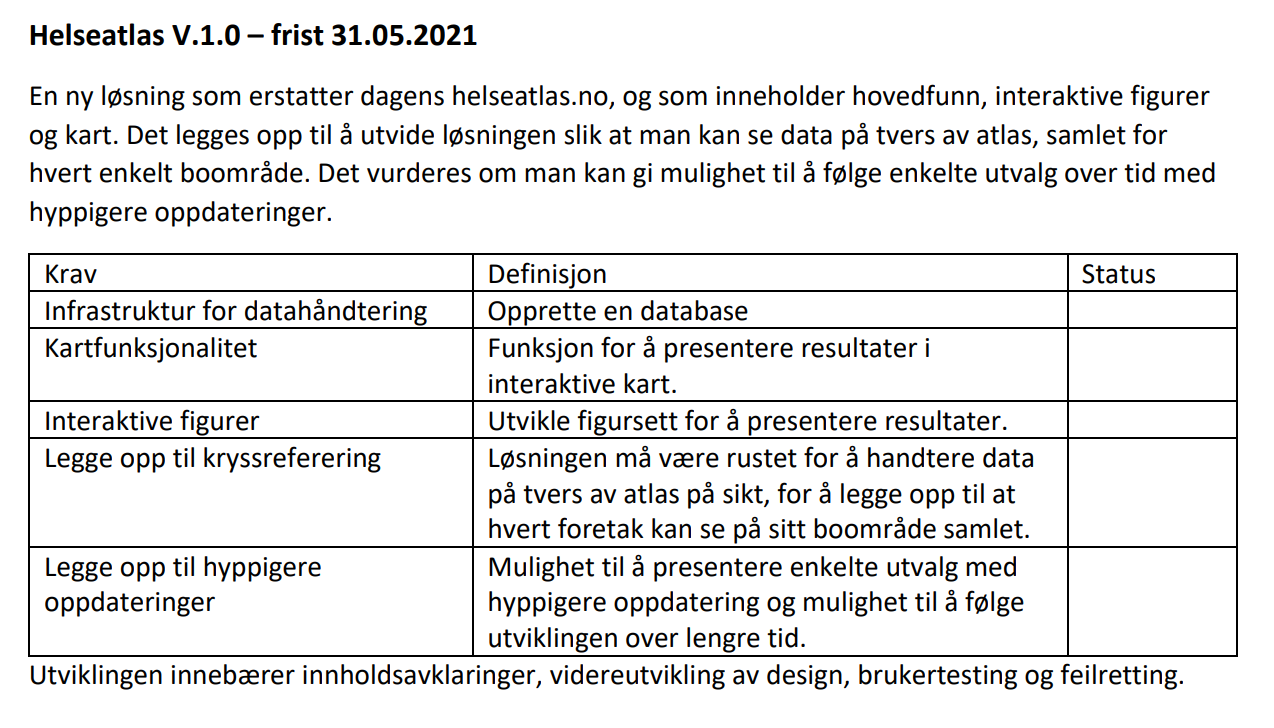 Helseatlas V.1.0 – frist 31.05.2021
En ny løsning som erstatter dagens helseatlas.no, og som inneholder hovedfunn, interaktive figurer
og kart. Det legges opp til å utvide løsningen slik at man kan se data på tvers av atlas, samlet for
hvert enkelt boområde. Det vurderes om man kan gi mulighet til å følge enkelte utvalg over tid med
hyppigere oppdateringer.
Krav Definisjon Status
Infrastruktur for datahåndtering Opprette en database
Kartfunksjonalitet Funksjon for å presentere resultater i
interaktive kart.
Interaktive figurer Utvikle figursett for å presentere resultater.
Legge opp til kryssreferering Løsningen må være rustet for å handtere data
på tvers av atlas på sikt, for å legge opp til at
hvert foretak kan se på sitt boområde samlet.
Legge opp til hyppigere Mulighet til å presentere enkelte utvalg med
oppdateringer hyppigere oppdatering og mulighet til å følge
utviklingen over lengre tid.
Utviklingen innebærer innholdsavklaringer, videreutvikling av design, brukertesting og feilretting.